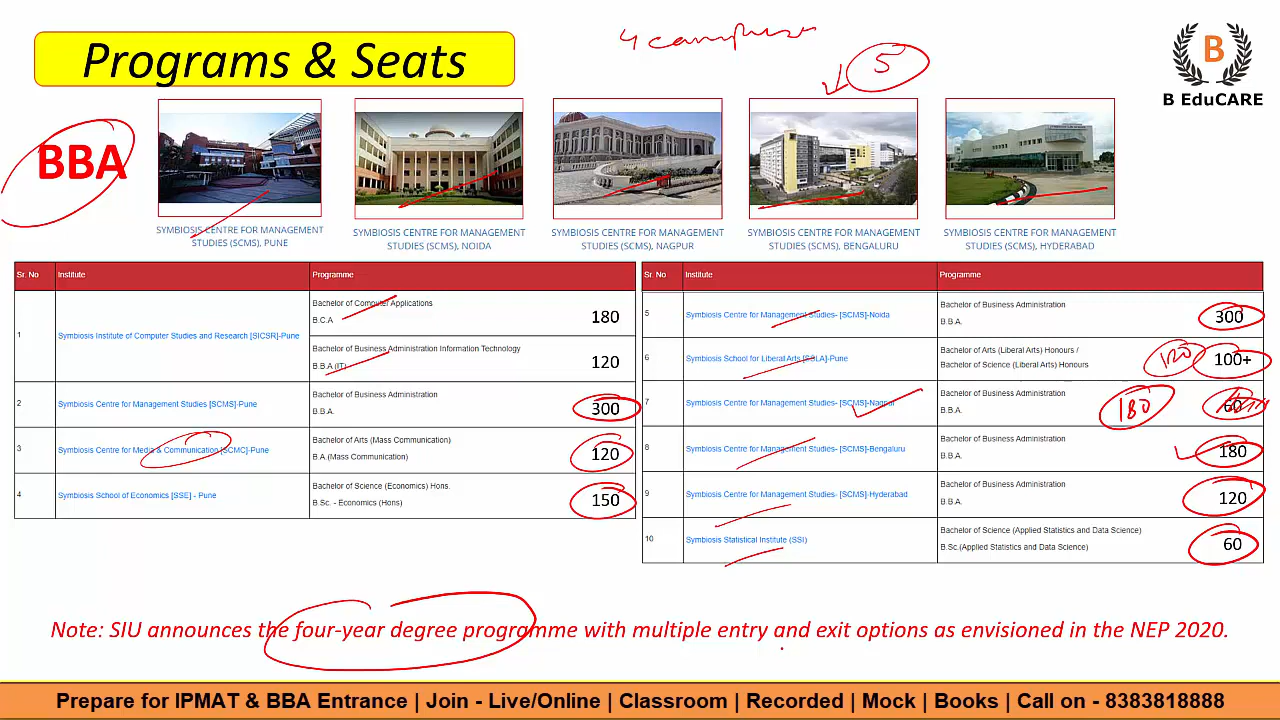 Programs & Seats
4 campuses
5
B
B EduCARE
BBA
SYMBIOSIS CENTRE FOR MANAGEMENT
STUDIES (SCMS), PUNE
SYMBIOSIS CENTRE FOR MANAGEMENT
STUDIES (SCMS), NOIDA
SYMBIOSIS CENTRE FOR MANAGEMENT
STUDIES (SCMS), NAGPUR
SYMBIOSIS CENTRE FOR MANAGEMENT
STUDIES (SCMS), BENGALURU
SYMBIOSIS CENTRE FOR MANAGEMENT
STUDIES (SCMS), HYDERABAD
Sr. No Institute Programme
1 Symbiosis Institute of Computer Studies and Research [SICSR]-Pune
Bachelor of Computer Applications
B.C.A 180
Bachelor of Business Administration Information Technology
B.B.A (IT) 120
2 Symbiosis Centre for Management Studies [SCMS]-Pune
Bachelor of Business Administration
B.B.A. 300
3 Symbiosis Centre for Media & Communication [SCMC]-Pune
Bachelor of Arts (Mass Communication)
B.A.(Mass Communication) 120
4 Symbiosis School of Economics [SSE] - Pune
Bachelor of Science (Economics) Hons.
B.Sc. - Economics (Hons) 150
Sr. No Institute Programme
5 Symbiosis Centre for Management Studies- [SCMS]-Noida
Bachelor of Business Administration
B.B.A. 300
6 Symbiosis School for Liberal Arts [SSLA]-Pune
Bachelor of Arts (Liberal Arts) Honours /
Bachelor of Science (Liberal Arts) Honours 120 100+
7 Symbiosis Centre for Management Studies- [SCMS]-Nagpur
Bachelor of Business Administration
B.B.A. 180 60
8 Symbiosis Centre for Management Studies- [SCMS]-Bengaluru
Bachelor of Business Administration
B.B.A. 180
9 Symbiosis Centre for Management Studies- [SCMS]-Hyderabad
Bachelor of Business Administration
B.B.A. 120
10 Symbiosis Statistical Institute (SSI)
Bachelor of Science (Applied Statistics and Data Science)
B.Sc.(Applied Statistics and Data Science) 60
Note: SIU announces the four-year degree programme with multiple entry and exit options as envisioned in the NEP 2020.
Prepare for IPMAT & BBA Entrance | Join - Live/Online | Classroom | Recorded | Mock | Books | Call on - 8383818888